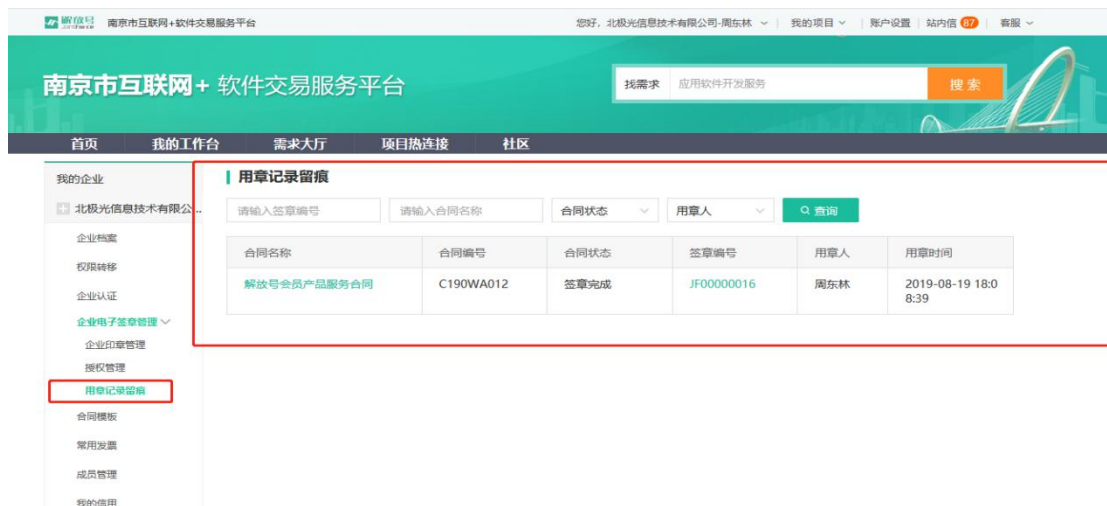 解放号 南京市互联网+软件交易服务平台 您好，北极光信息技术有限公司-周东林 我的项目 账户设置 站内信 87 客服
南京市互联网+ 软件交易服务平台 找需求 应用软件开发服务 搜索
首页 我的工作台 需求大厅 项目热连接 社区
我的企业
北极光信息技术有限公...
企业档案
权限转移
企业认证
企业电子签章管理
企业印章管理
授权管理
用章记录留痕
合同模板
常用发票
成员管理
我的信用
用章记录留痕
请输入签章编号 请输入合同名称 合同状态 用章人 查询
合同名称 合同编号 合同状态 签章编号 用章人 用章时间
解放号会员产品服务合同 C190WA012 签章完成 JF00000016 周东林 2019-08-19 18:0
8:39